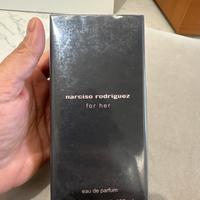 narciso rodriguez
for her
eau de parfum